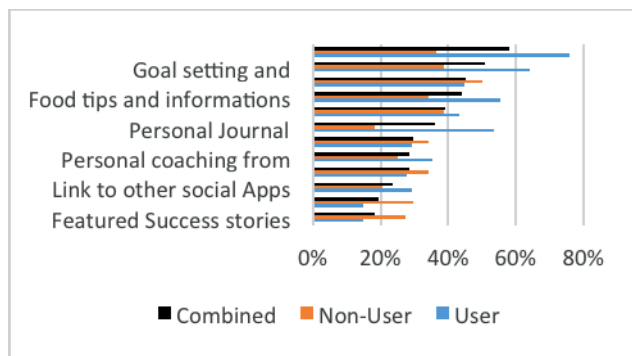 Goal setting and
Food tips and informations
Personal Journal
Personal coaching from
Link to other social Apps
Featured Success stories
0% 20% 40% 60% 80%
Combined Non-User User